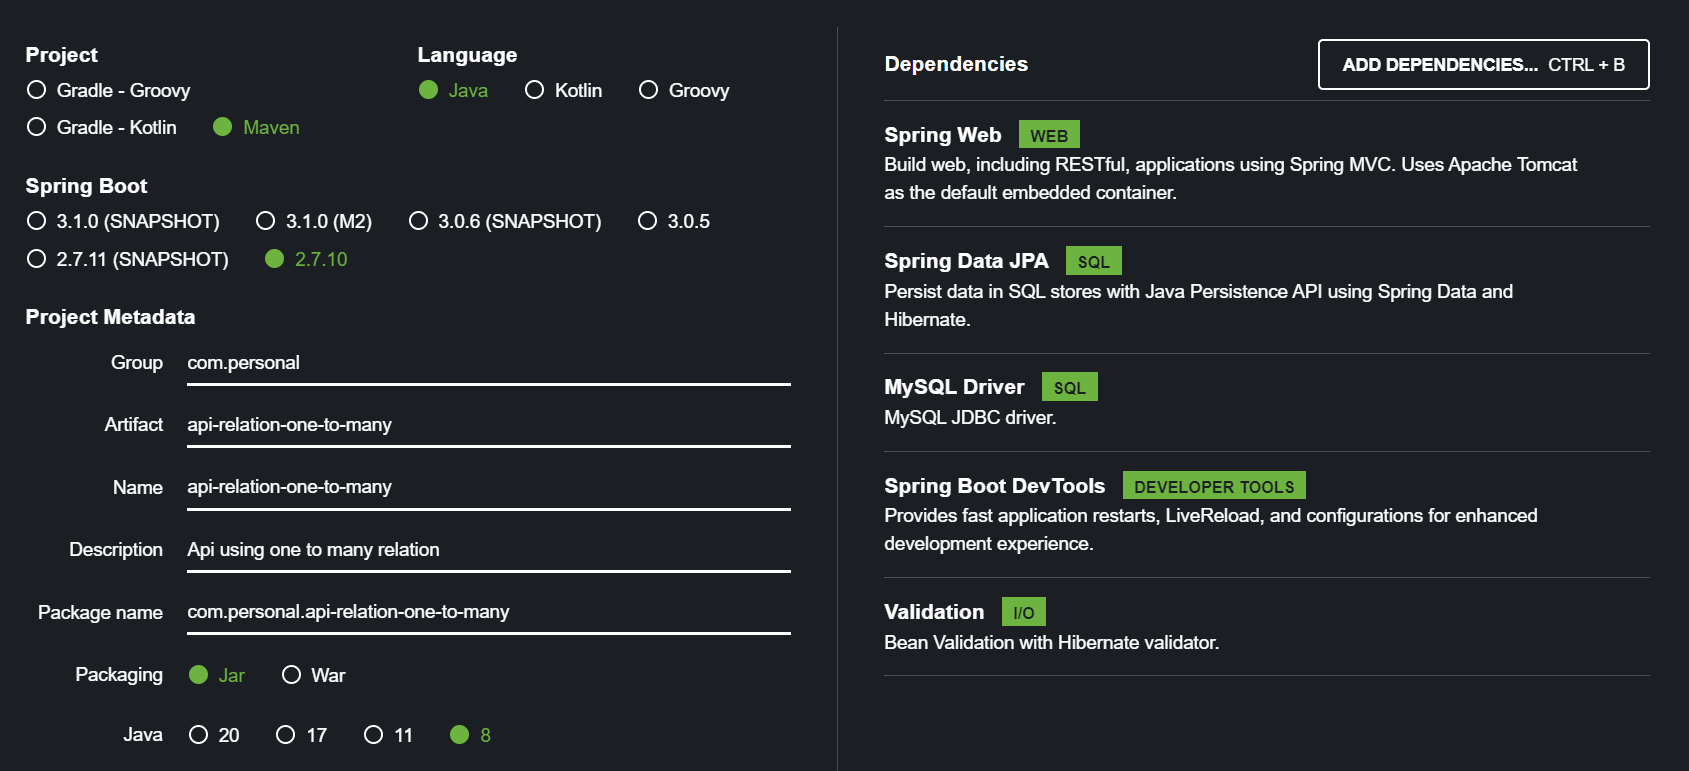 Project
Gradle - Groovy
Gradle - Kotlin Maven
Language
Java Kotlin Groovy
Spring Boot
3.1.0 (SNAPSHOT) 3.1.0 (M2) 3.0.6 (SNAPSHOT) 3.0.5
2.7.11 (SNAPSHOT) 2.7.10
Project Metadata
Group com.personal
Artifact api-relation-one-to-many
Name api-relation-one-to-many
Description Api using one to many relation
Package name com.personal.api-relation-one-to-many
Packaging Jar War
Java 20 17 11 8
Dependencies ADD DEPENDENCIES... CTRL + B
Spring Web WEB
Build web, including RESTful, applications using Spring MVC. Uses Apache Tomcat
as the default embedded container.
Spring Data JPA SQL
Persist data in SQL stores with Java Persistence API using Spring Data and
Hibernate.
MySQL Driver SQL
MySQL JDBC driver.
Spring Boot DevTools DEVELOPER TOOLS
Provides fast application restarts, LiveReload, and configurations for enhanced
development experience.
Validation I/O
Bean Validation with Hibernate validator.